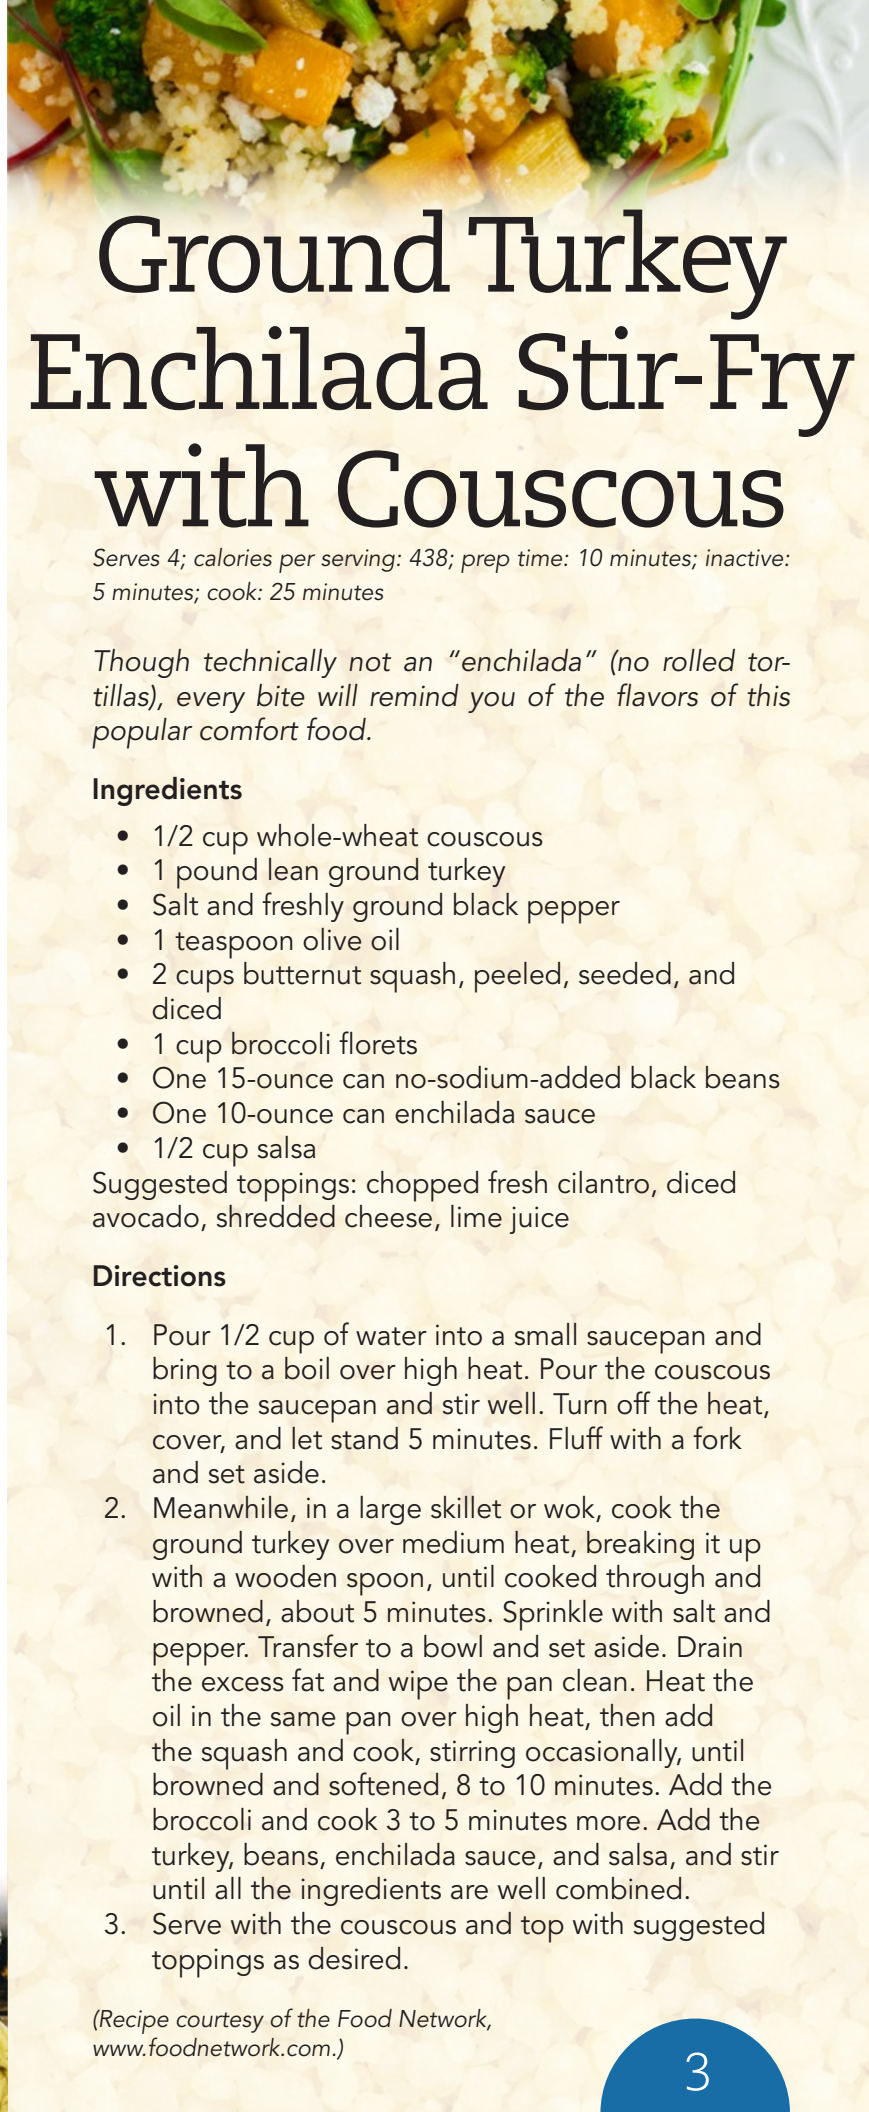 Ground Turkey
Enchilada Stir-Fry
with Couscous
Serves 4; calories per serving: 438; prep time: 10 minutes; inactive:
5 minutes; cook: 25 minutes
Though technically not an “enchilada” (no rolled tor-
tillas), every bite will remind you of the flavors of this
popular comfort food.
Ingredients
• 1/2 cup whole-wheat couscous
• 1 pound lean ground turkey
• Salt and freshly ground black pepper
• 1 teaspoon olive oil
• 2 cups butternut squash, peeled, seeded, and
diced
• 1 cup broccoli florets
• One 15-ounce can no-sodium-added black beans
• One 10-ounce can enchilada sauce
• 1/2 cup salsa
Suggested toppings: chopped fresh cilantro, diced
avocado, shredded cheese, lime juice
Directions
1. Pour 1/2 cup of water into a small saucepan and
bring to a boil over high heat. Pour the couscous
into the saucepan and stir well. Turn off the heat,
cover, and let stand 5 minutes. Fluff with a fork
and set aside.
2. Meanwhile, in a large skillet or wok, cook the
ground turkey over medium heat, breaking it up
with a wooden spoon, until cooked through and
browned, about 5 minutes. Sprinkle with salt and
pepper. Transfer to a bowl and set aside. Drain
the excess fat and wipe the pan clean. Heat the
oil in the same pan over high heat, then add
the squash and cook, stirring occasionally, until
browned and softened, 8 to 10 minutes. Add the
broccoli and cook 3 to 5 minutes more. Add the
turkey, beans, enchilada sauce, and salsa, and stir
until all the ingredients are well combined.
3. Serve with the couscous and top with suggested
toppings as desired.
(Recipe courtesy of the Food Network,
www.foodnetwork.com.)
3